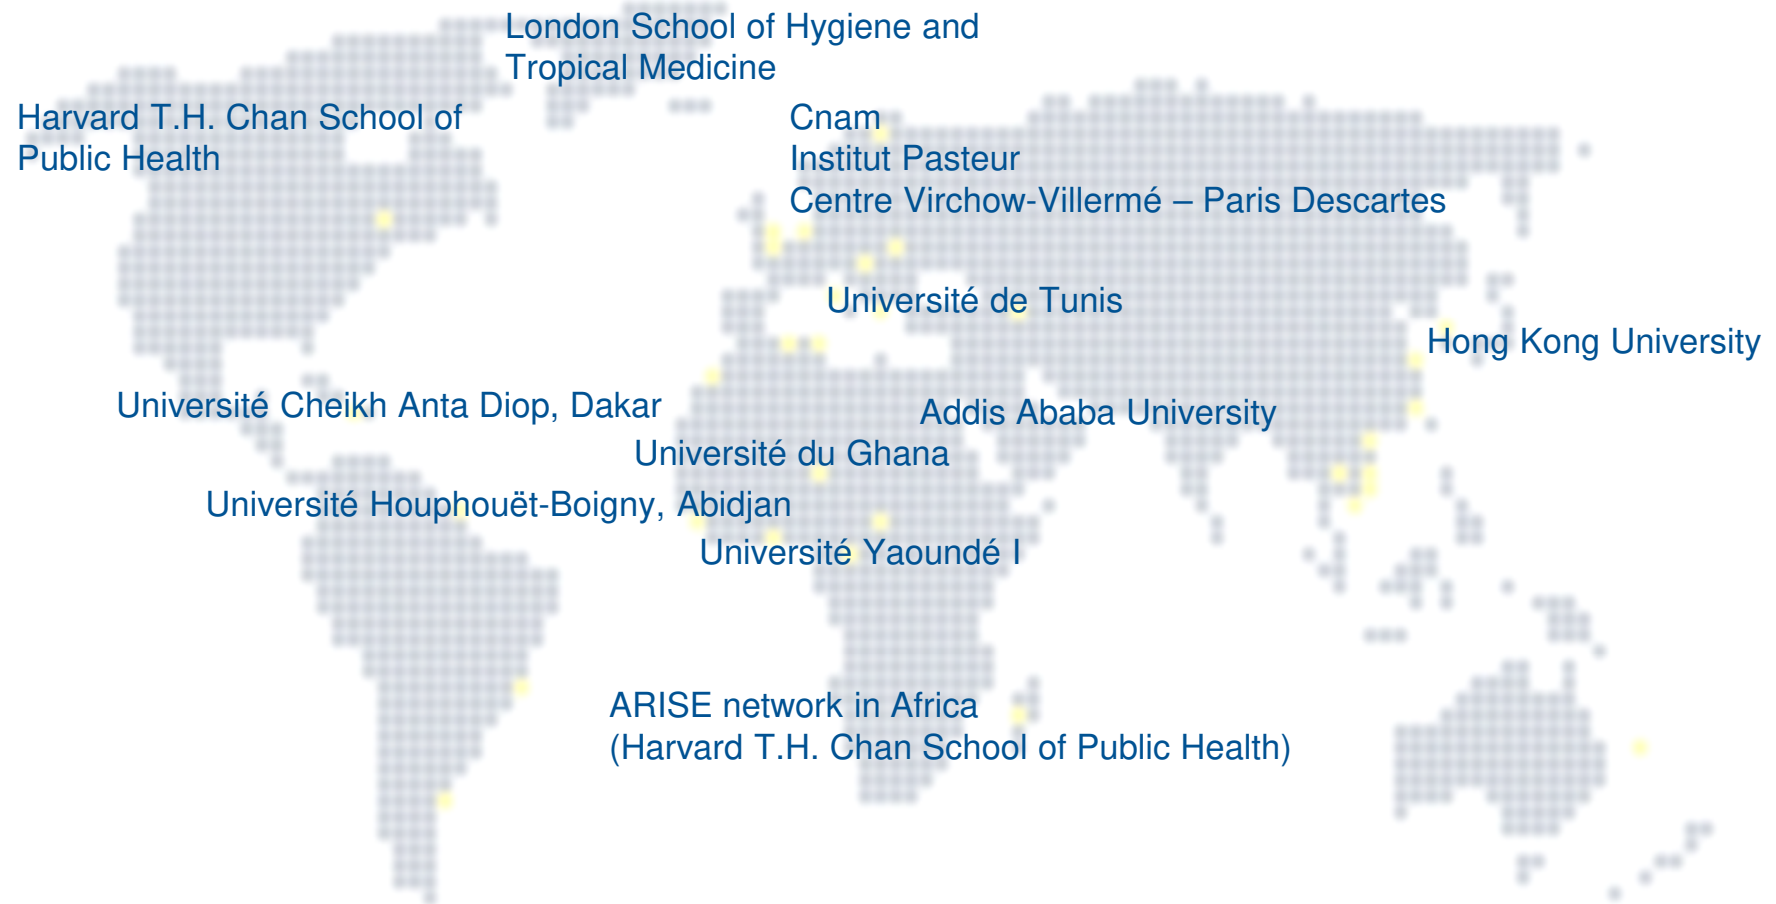 London School of Hygiene and
Tropical Medicine
Harvard T.H. Chan School of
Public Health
Cnam
Institut Pasteur
Centre Virchow-Villermé – Paris Descartes
Université de Tunis
Hong Kong University
Université Cheikh Anta Diop, Dakar
Addis Ababa University
Université du Ghana
Université Houphouët-Boigny, Abidjan
Université Yaoundé I
ARISE network in Africa
(Harvard T.H. Chan School of Public Health)